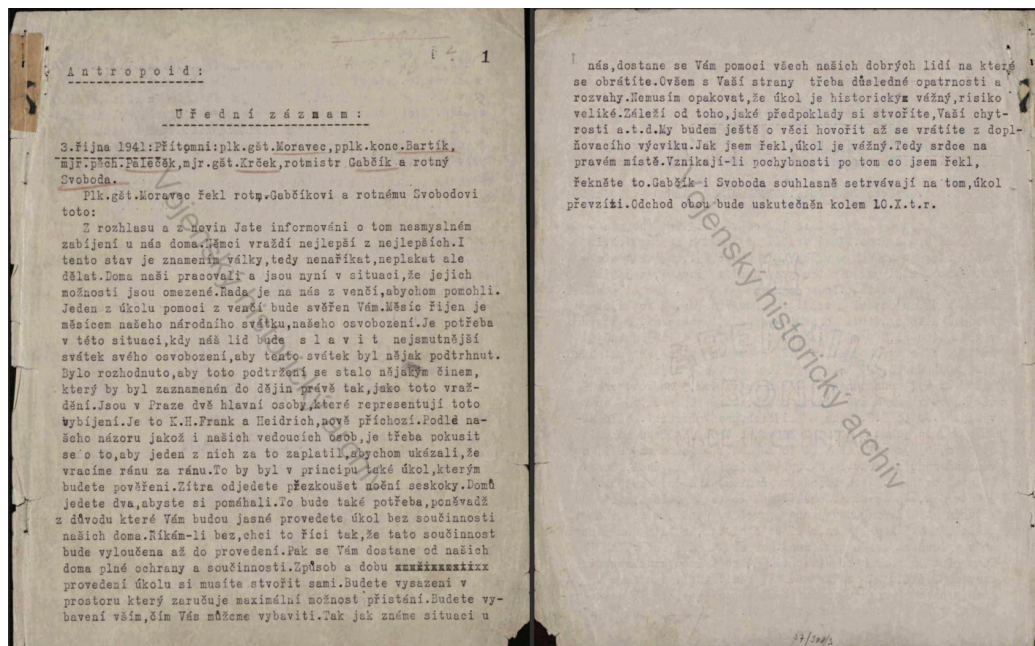 1
A n t r o p o i d :
Ú ř e d n í  z á z n a m :
3.října 1941:Přítomni:plk.gšt.Moravec,pplk.konc.Bartík,
mjr.pěch.Paleček,mjr.gšt.Krček,rotmistr Gabčík a rotný
Svoboda.
Plk.gšt.Moravec řekl rotm.Gabčíkovi a rotnému Svobodovi
toto:
Z rozhlasu a z novin Jste informováni o tom nesmyslném
zabíjení u nás doma.Němci vraždí nejlepší z nejlepších.I
tento stav je znamením války,tedy nenaříkat,neplakat ale
dělat.Doma naši pracovali a jsou nyní v situaci,že jejich
možnosti jsou omezené.Řada je na nás z venčí,abychom pomohli.
Jeden z úkolu pomoci z venčí bude svěřen Vám.Měsíc říjen je
měsícem našeho národního svátku,našeho osvobození.Je potřeba
v této situaci,kdy náš lid bude s l a v i t nejsmutnější
svátek svého osvobození,aby tento svátek byl nějak podtrhnut.
Bylo rozhodnuto,aby toto podtržení se stalo nějakým činem,
který by byl zaznamenán do dějin právě tak,jako toto vraž-
dění.Jsou v Praze dvě hlavní osoby,které representují toto
vybíjení.Je to K.H.Frank a Heidrich,nově příchozí.Podle na-
šeho názoru jakož i našich vedoucích osob,je třeba pokusit
se o to,aby jeden z nich za to zaplatil,abychom ukázali,že
vracíme ránu za ránu.To by byl v principu také úkol,kterým
budete pověřeni.Zítra odjedete přezkoušet noční seskoky.Domů
jedete dva,abyste si pomáhali.To bude také potřeba,poněvadž
z důvodu které Vám budou jasné provedete úkol bez součinnosti
našich doma.Říkám-li bez,chci to říci tak,že tato součinnost
bude vyloučena až do provedení.Pak se Vám dostane od našich
doma plné ochrany a součinnosti.Způsob a dobu
provedení úkolu si musíte stvořit sami.Budete vysazeni v
prostoru který zaručuje maximální možnost přistání.Budete vy-
bavení vším,čím Vás můžeme vybaviti.Tak jak známe situaci u
nás,dostane se Vám pomoci všech našich dobrých lidí na které
se obrátíte.Ovšem s Vaší strany třeba důsledné opatrnosti a
rozvahy.Nemusím opakovat,že úkol je historicky vážný,risiko
veliké.Záleží od toho,jaké předpoklady si stvoříte,Vaší chyt-
rosti a.t.d.My budem ještě o věci hovořit až se vrátíte z dopl-
ňovacího výcviku.Jak jsem řekl,úkol je vážný.Tedy srdce na
pravém místě.Vznikají-li pochybnosti po tom co jsem řekl,
řekněte to.Gabčík i Svoboda souhlasně setrvávají na tom,úkol
převzíti.Odchod obou bude uskutečněn kolem 10.X.t.r.
Vojenský historický archiv
Vojenský historický archiv